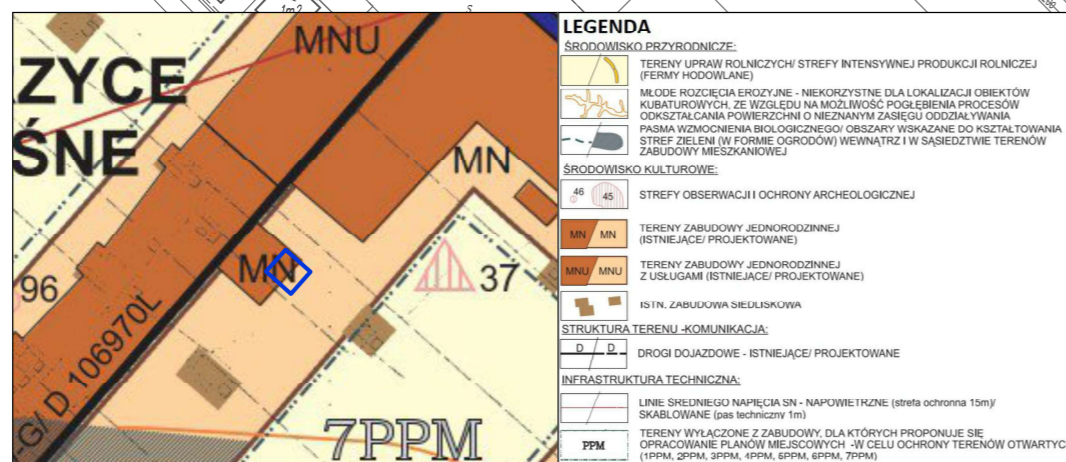 1m2
S
ZYCE
ŚNE
MNU
MN
MN
37
96
G/ D 106970L
7PPM
LEGENDA
ŚRODOWISKO PRZYRODNICZE:
TERENY UPRAW ROLNICZYCH/ STREFY INTENSYWNEJ PRODUKCJI ROLNICZEJ
(FERMY HODOWLANE)
MŁODE ROZCIĘCIA EROZYJNE - NIEKORZYSTNE DLA LOKALIZACJI OBIEKTÓW
KUBATUROWYCH, ZE WZGLĘDU NA MOŻLIWOŚĆ POGŁĘBIENIA PROCESÓW
ODKSZTAŁCANIA POWIERZCHNI O NIEZNANYM ZASIĘGU ODDZIAŁYWANIA
PASMA WZMOCNIENIA BIOLOGICZNEGO/ OBSZARY WSKAZANE DO KSZTAŁTOWANIA
STREF ZIELENI (W FORMIE OGRODÓW) WEWNĄTRZ I W SĄSIEDZTWIE TERENÓW
ZABUDOWY MIESZKANIOWEJ
ŚRODOWISKO KULTUROWE:
46 45
STREFY OBSERWACJI I OCHRONY ARCHEOLOGICZNEJ
MN MN
TERENY ZABUDOWY JEDNORODZINNEJ
(ISTNIEJĄCE/ PROJEKTOWANE)
MNU MNU
TERENY ZABUDOWY JEDNORODZINNEJ
Z USŁUGAMI (ISTNIEJĄCE/ PROJEKTOWANE)
ISTN. ZABUDOWA SIEDLISKOWA
STRUKTURA TERENU -KOMUNIKACJA:
D D
DROGI DOJAZDOWE - ISTNIEJĄCE/ PROJEKTOWANE
INFRASTRUKTURA TECHNICZNA:
LINIE ŚREDNIEGO NAPIĘCIA SN - NAPOWIETRZNE (strefa ochronna 15m)/
SKABLOWANE (pas techniczny 1m)
PPM
TERENY WYŁĄCZONE Z ZABUDOWY, DLA KTÓRYCH PROPONUJE SIĘ
OPRACOWANIE PLANÓW MIEJSCOWYCH -W CELU OCHRONY TERENÓW OTWARTYC
(1PPM, 2PPM, 3PPM, 4PPM, 5PPM, 6PPM, 7PPM)